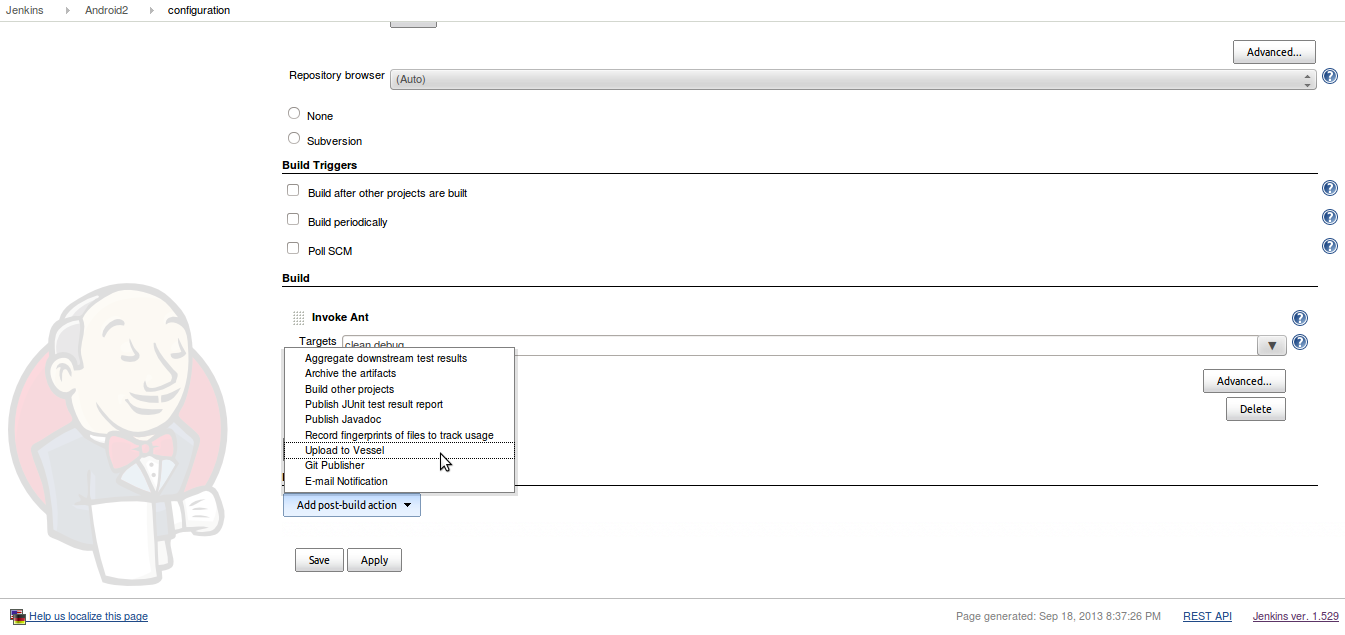 Jenkins Android2 configuration
Advanced...
Repository browser (Auto)
None
Subversion
Build Triggers
Build after other projects are built
Build periodically
Poll SCM
Build
Invoke Ant
Targets clean debug
Aggregate downstream test results
Archive the artifacts
Build other projects
Publish JUnit test result report
Publish Javadoc
Record fingerprints of files to track usage
Upload to Vessel
Git Publisher
E-mail Notification
Advanced...
Delete
Add post-build action
Save Apply
Help us localize this page Page generated: Sep 18, 2013 8:37:26 PM REST API Jenkins ver. 1.529